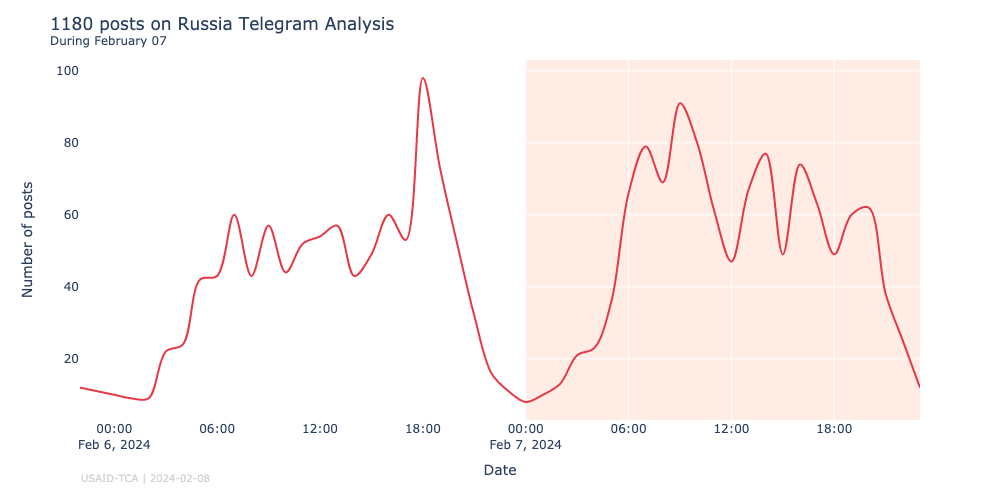 1180 posts on Russia Telegram Analysis
During February 07
100
80
60
40
20
Number of posts
00:00 06:00 12:00 18:00 00:00 06:00 12:00 18:00
Feb 6, 2024 Feb 7, 2024
Date
USAID-TCA | 2024-02-08